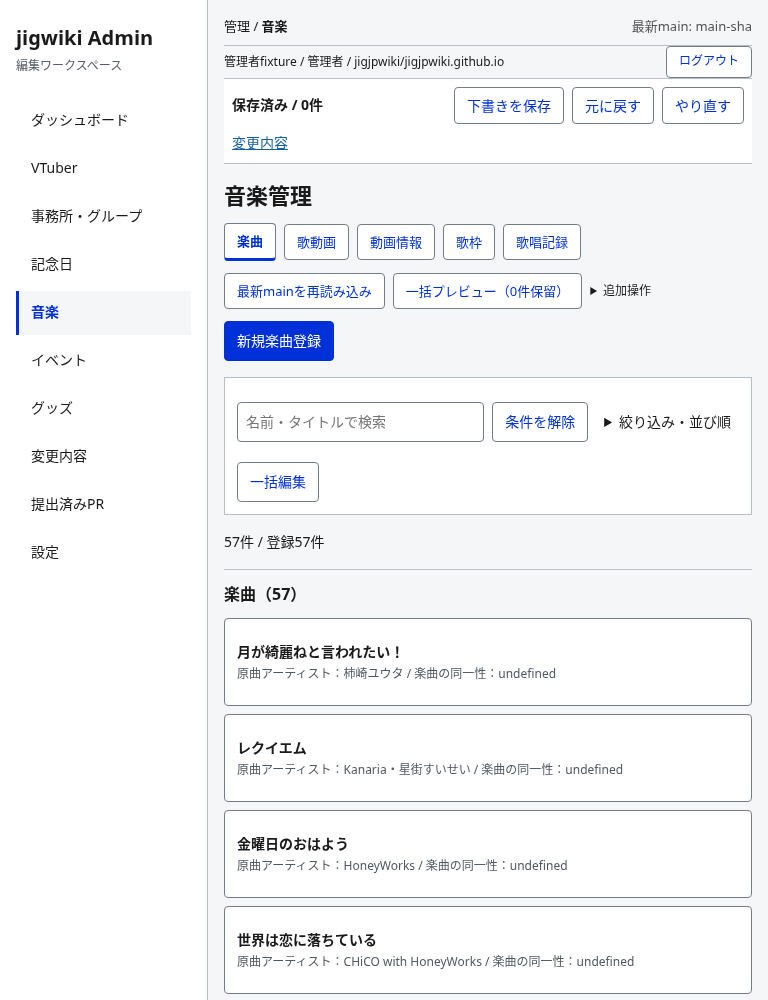 jigwiki Admin
編集ワークスペース
ダッシュボード
VTuber
事務所・グループ
記念日
音楽
イベント
グッズ
変更内容
提出済みPR
設定
管理 / 音楽
最新main: main-sha
管理者fixture / 管理者 / jigjpwiki/jigjpwiki.github.io
ログアウト
保存済み / 0件
下書きを保存
元に戻す
やり直す
変更内容
音楽管理
楽曲
歌動画
動画情報
歌枠
歌唱記録
最新mainを再読み込み
一括プレビュー（0件保留）
▶ 追加操作
新規楽曲登録
名前・タイトルで検索
条件を解除
▶ 絞り込み・並び順
一括編集
57件 / 登録57件
楽曲（57）
月が綺麗ねと言われたい！
原曲アーティスト：柿崎ユウタ / 楽曲の同一性：undefined
レクイエム
原曲アーティスト：Kanaria・星街すいせい / 楽曲の同一性：undefined
金曜日のおはよう
原曲アーティスト：HoneyWorks / 楽曲の同一性：undefined
世界は恋に落ちている
原曲アーティスト：CHiCO with HoneyWorks / 楽曲の同一性：undefined